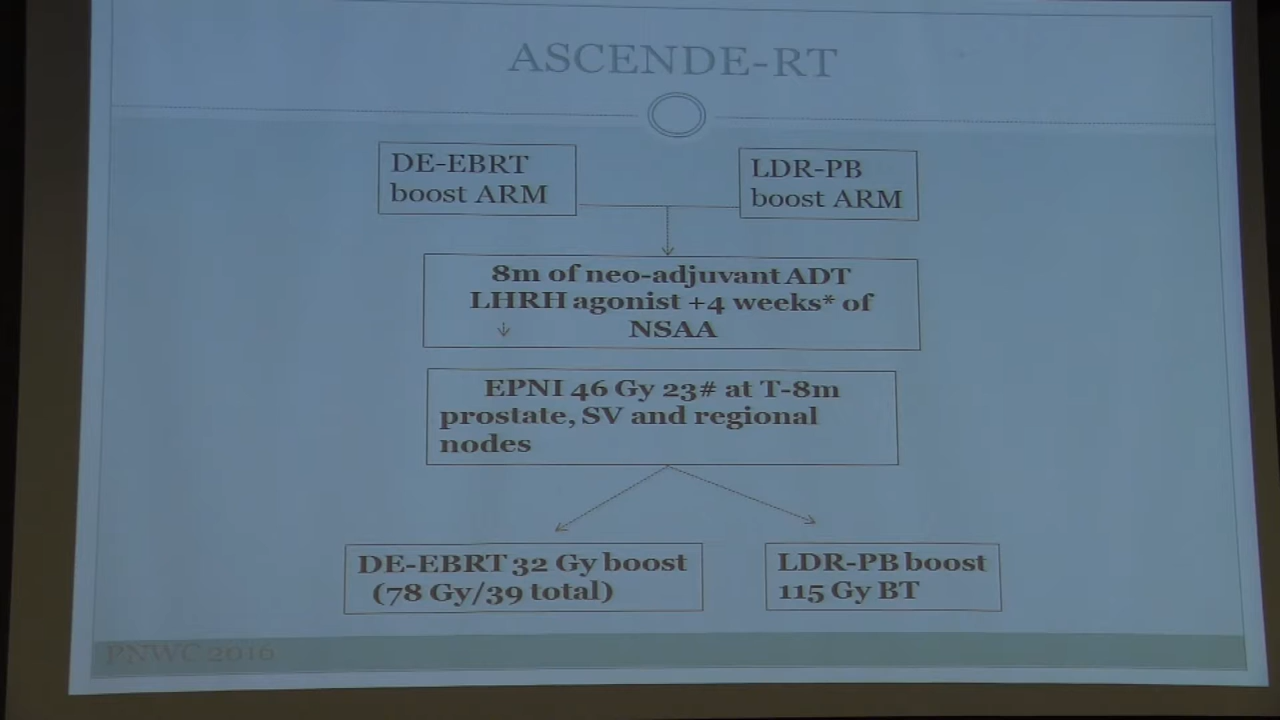 ASCENDE-RT
DE-EBRT
boost ARM
LDR-PB
boost ARM
8m of neo-adjuvant ADT
LHRH agonist +4 weeks* of
NSAA
EPNI 46 Gy 23# at T-8m
prostate, SV and regional
nodes
DE-EBRT 32 Gy boost
(78 Gy/39 total)
LDR-PB boost
115 Gy BT
PNWC 2016